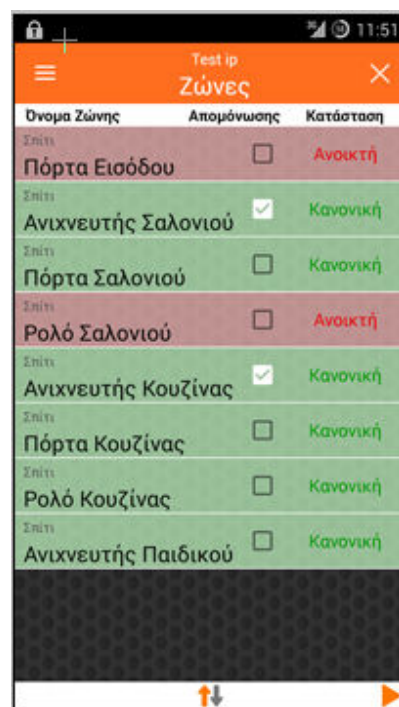 11:51
Test ip
Ζώνες
Όνομα Ζώνης Απομόνωσης Κατάσταση
Σπίτι
Πόρτα Εισόδου Ανοικτή
Σπίτι
Ανιχνευτής Σαλονιού Κανονική
Σπίτι
Πόρτα Σαλονιού Κανονική
Σπίτι
Ρολό Σαλονιού Ανοικτή
Σπίτι
Ανιχνευτής Κουζίνας Κανονική
Σπίτι
Πόρτα Κουζίνας Κανονική
Σπίτι
Ρολό Κουζίνας Κανονική
Σπίτι
Ανιχνευτής Παιδικού Κανονική